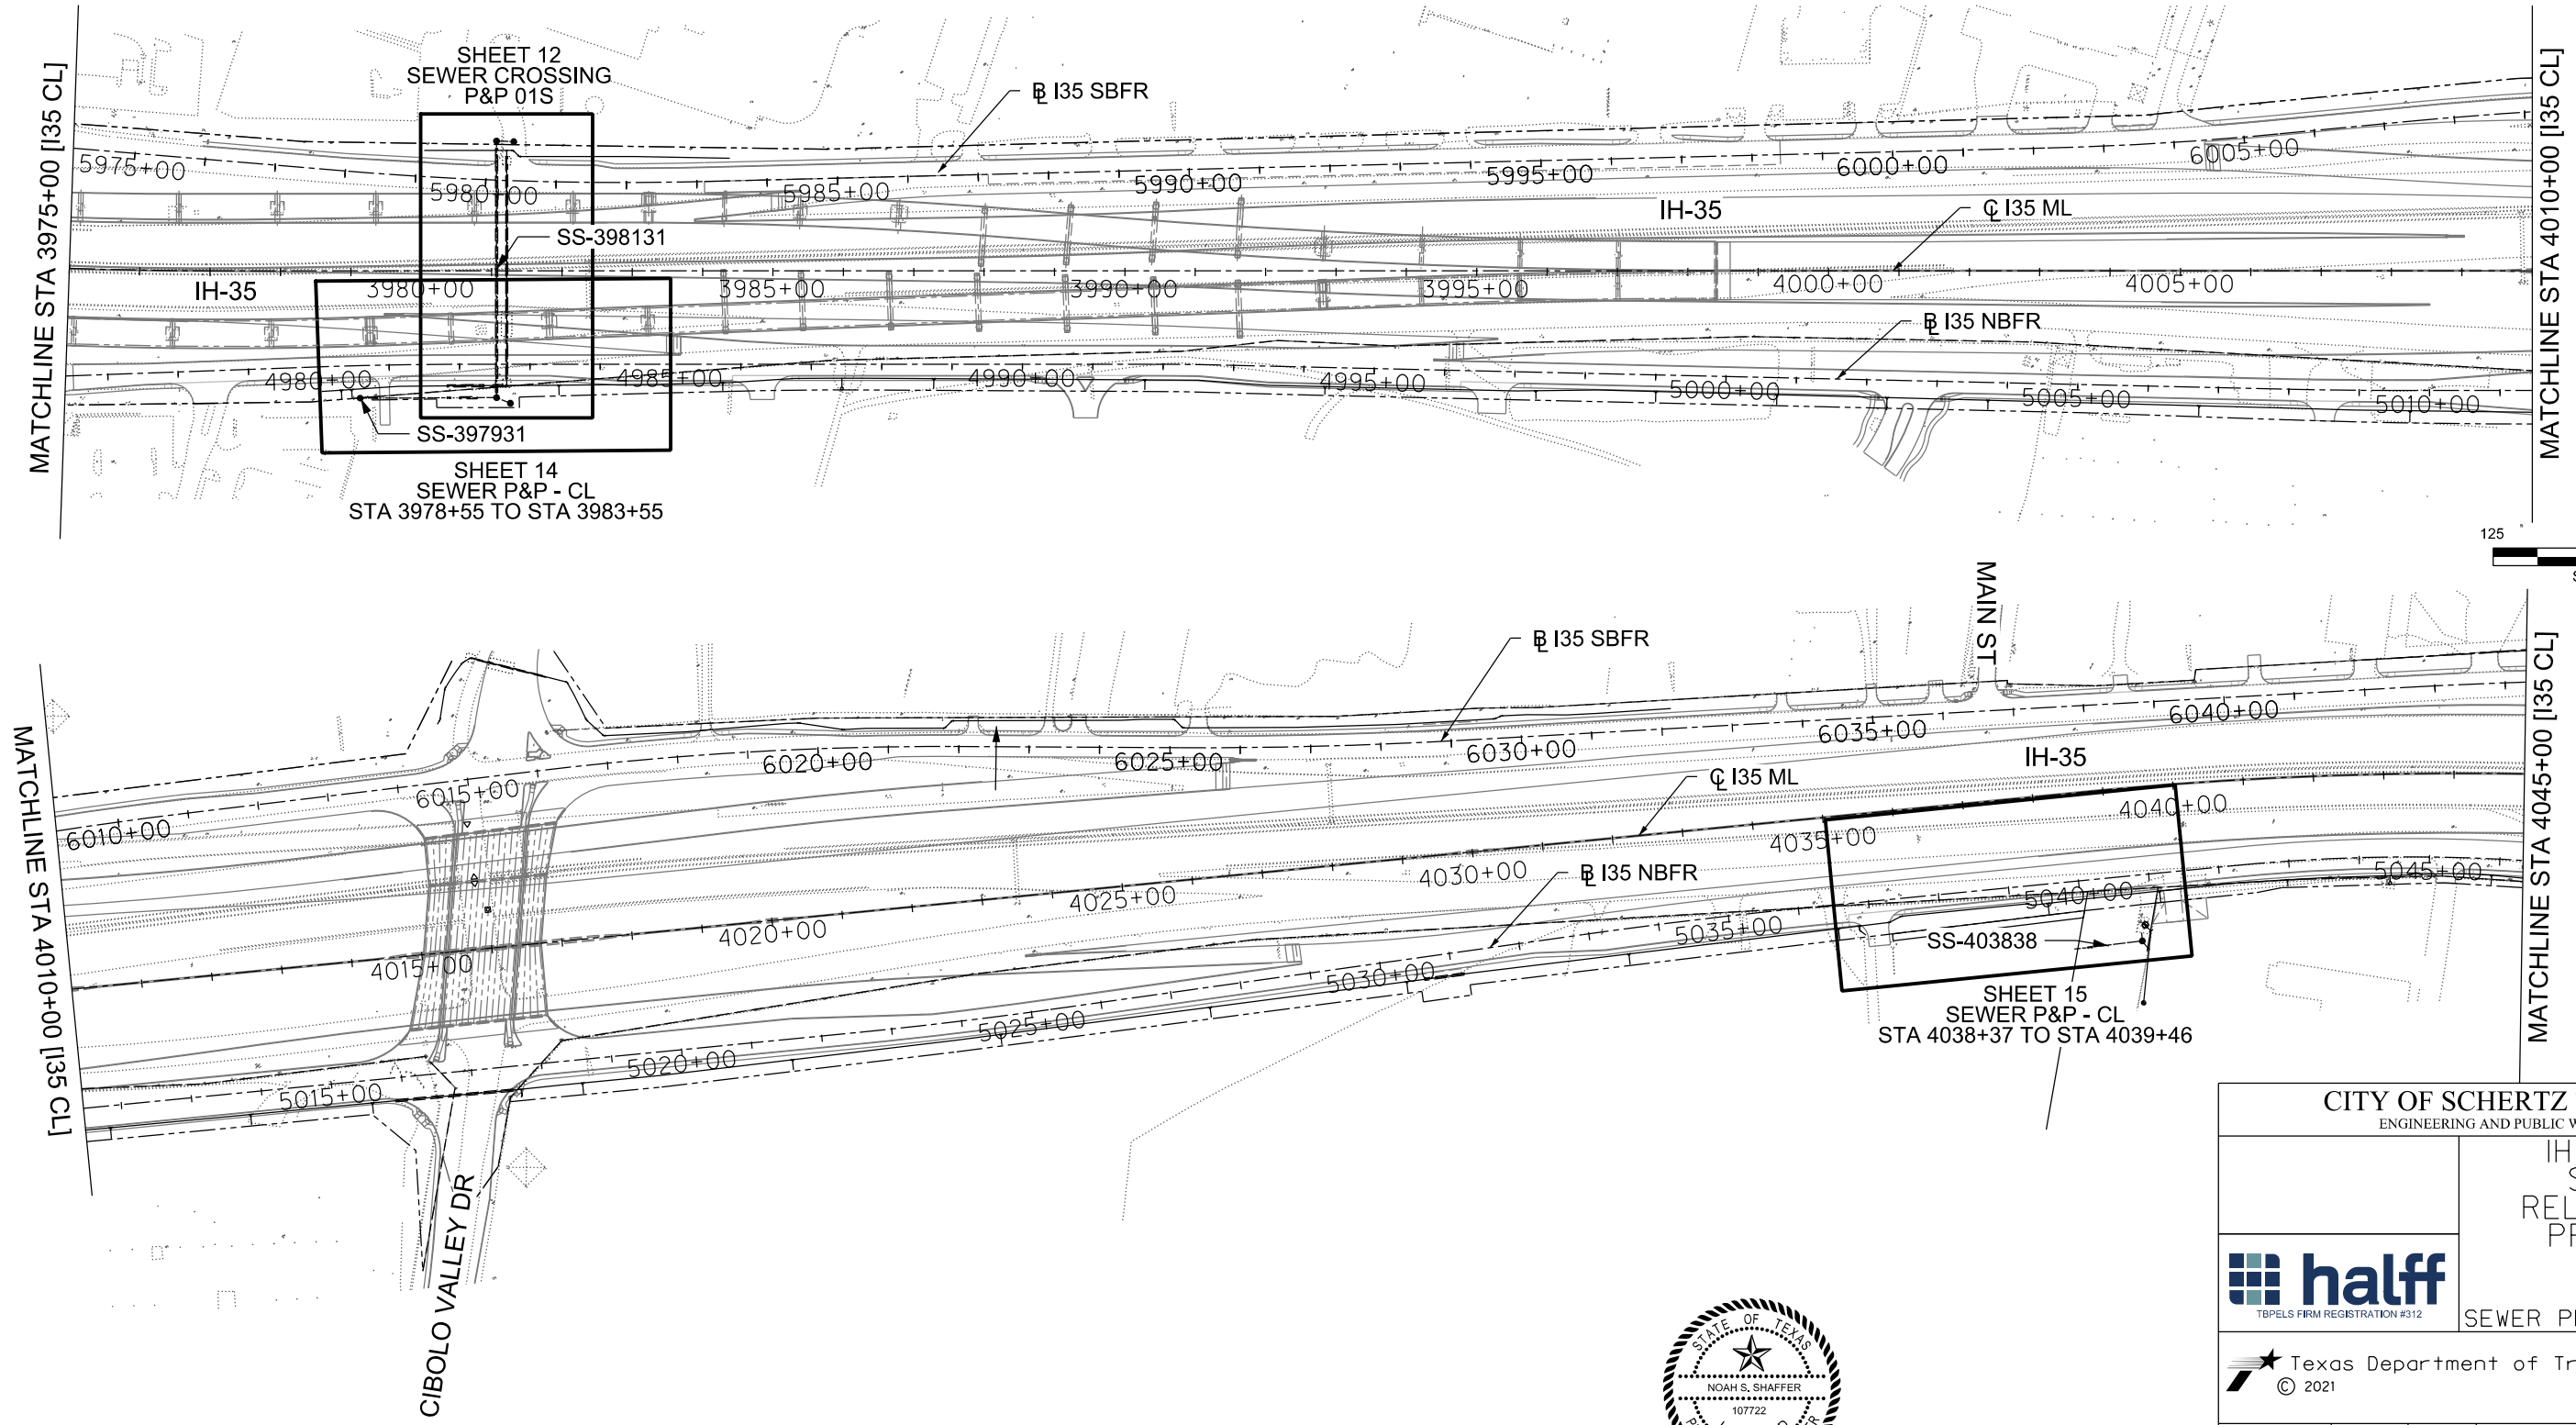 MATCHLINE STA 3975+00 [I35 CL]
SHEET 12
SEWER CROSSING
P&P 01S
℄ I35 SBFR
5975+00
5980+00
5985+00
5990+00
5995+00
6000+00
6005+00
SS-398131
IH-35
℄ I35 ML
IH-35
3980+00
3985+00
3990+00
3995+00
4000+00
4005+00
℄ I35 NBFR
4980+00
4985+00
4990+00
4995+00
5000+00
5005+00
5010+00
SS-397931
SHEET 14
SEWER P&P - CL
STA 3978+55 TO STA 3983+55
MATCHLINE STA 4010+00 [I35 CL]
125
MATCHLINE STA 4010+00 [I35 CL]
MAIN ST
℄ I35 SBFR
6010+00
6015+00
6020+00
6025+00
6030+00
6035+00
6040+00
IH-35
℄ I35 ML
4015+00
4020+00
4025+00
4030+00
4035+00
4040+00
℄ I35 NBFR
5015+00
5020+00
5025+00
5030+00
5035+00
5040+00
5045+00
SS-403838
SHEET 15
SEWER P&P - CL
STA 4038+37 TO STA 4039+46
MATCHLINE STA 4045+00 [I35 CL]
CIBOLO VALLEY DR
STATE OF TEXAS
NOAH S. SHAFFER
107722
CITY OF SCHERTZ
ENGINEERING AND PUBLIC
IH
halff
TBPELS FIRM REGISTRATION #312
SEWER
Texas Department of
© 2021